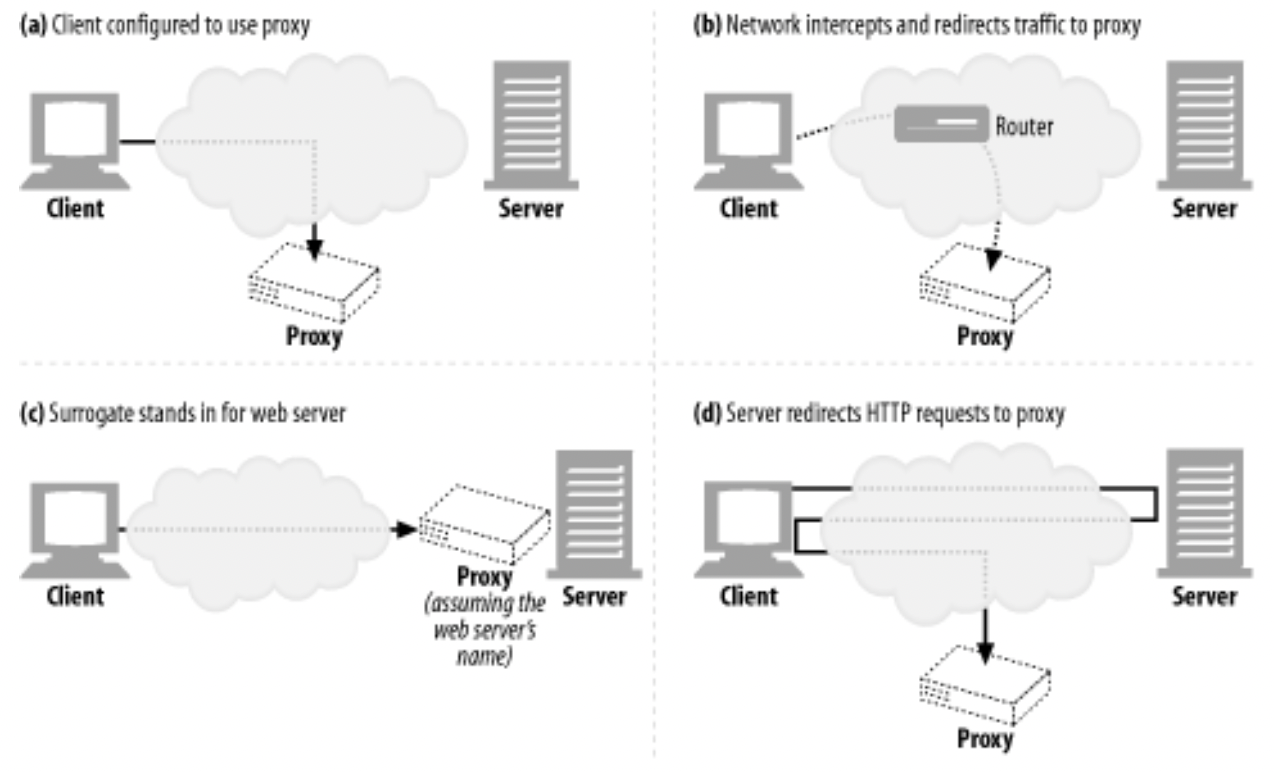 (a) Client configured to use proxy
Client
Server
Proxy
(b) Network intercepts and redirects traffic to proxy
Router
Client
Server
Proxy
(c) Surrogate stands in for web server
Client
Proxy
(assuming the
web server's
name)
Server
(d) Server redirects HTTP requests to proxy
Client
Server
Proxy